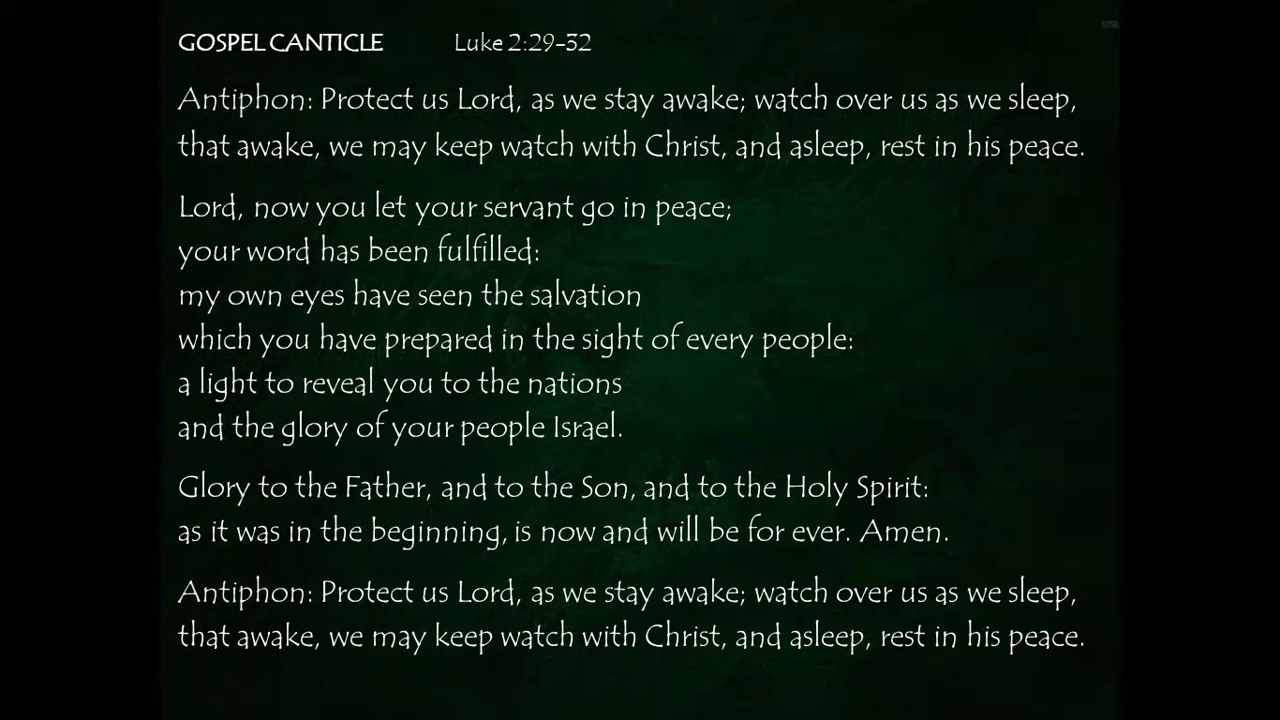 GOSPEL CANTICLE Luke 2:29-32
Antiphon: Protect us Lord, as we stay awake; watch over us as we sleep,
that awake, we may keep watch with Christ, and asleep, rest in his peace.
Lord, now you let your servant go in peace;
your word has been fulfilled:
my own eyes have seen the salvation
which you have prepared in the sight of every people:
a light to reveal you to the nations
and the glory of your people Israel.
Glory to the Father, and to the Son, and to the Holy Spirit:
as it was in the beginning, is now and will be for ever. Amen.
Antiphon: Protect us Lord, as we stay awake; watch over us as we sleep,
that awake, we may keep watch with Christ, and asleep, rest in his peace.